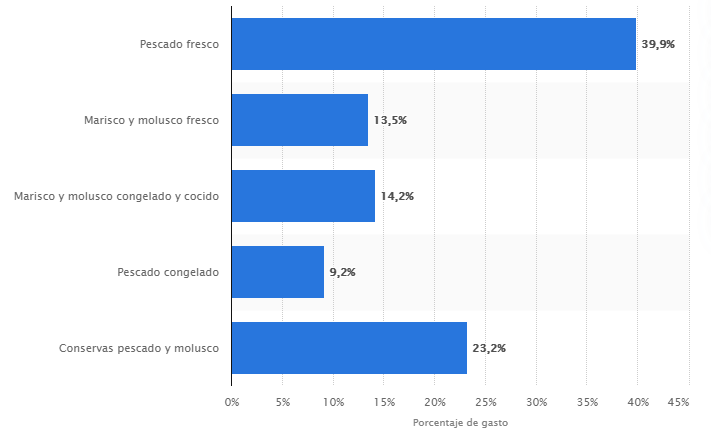 Pescado fresco 39,9%
Marisco y molusco fresco 13,5%
Marisco y molusco congelado y cocido 14,2%
Pescado congelado 9,2%
Conservas pescado y molusco 23,2%
0% 5% 10% 15% 20% 25% 30% 35% 40% 45%
Porcentaje de gasto